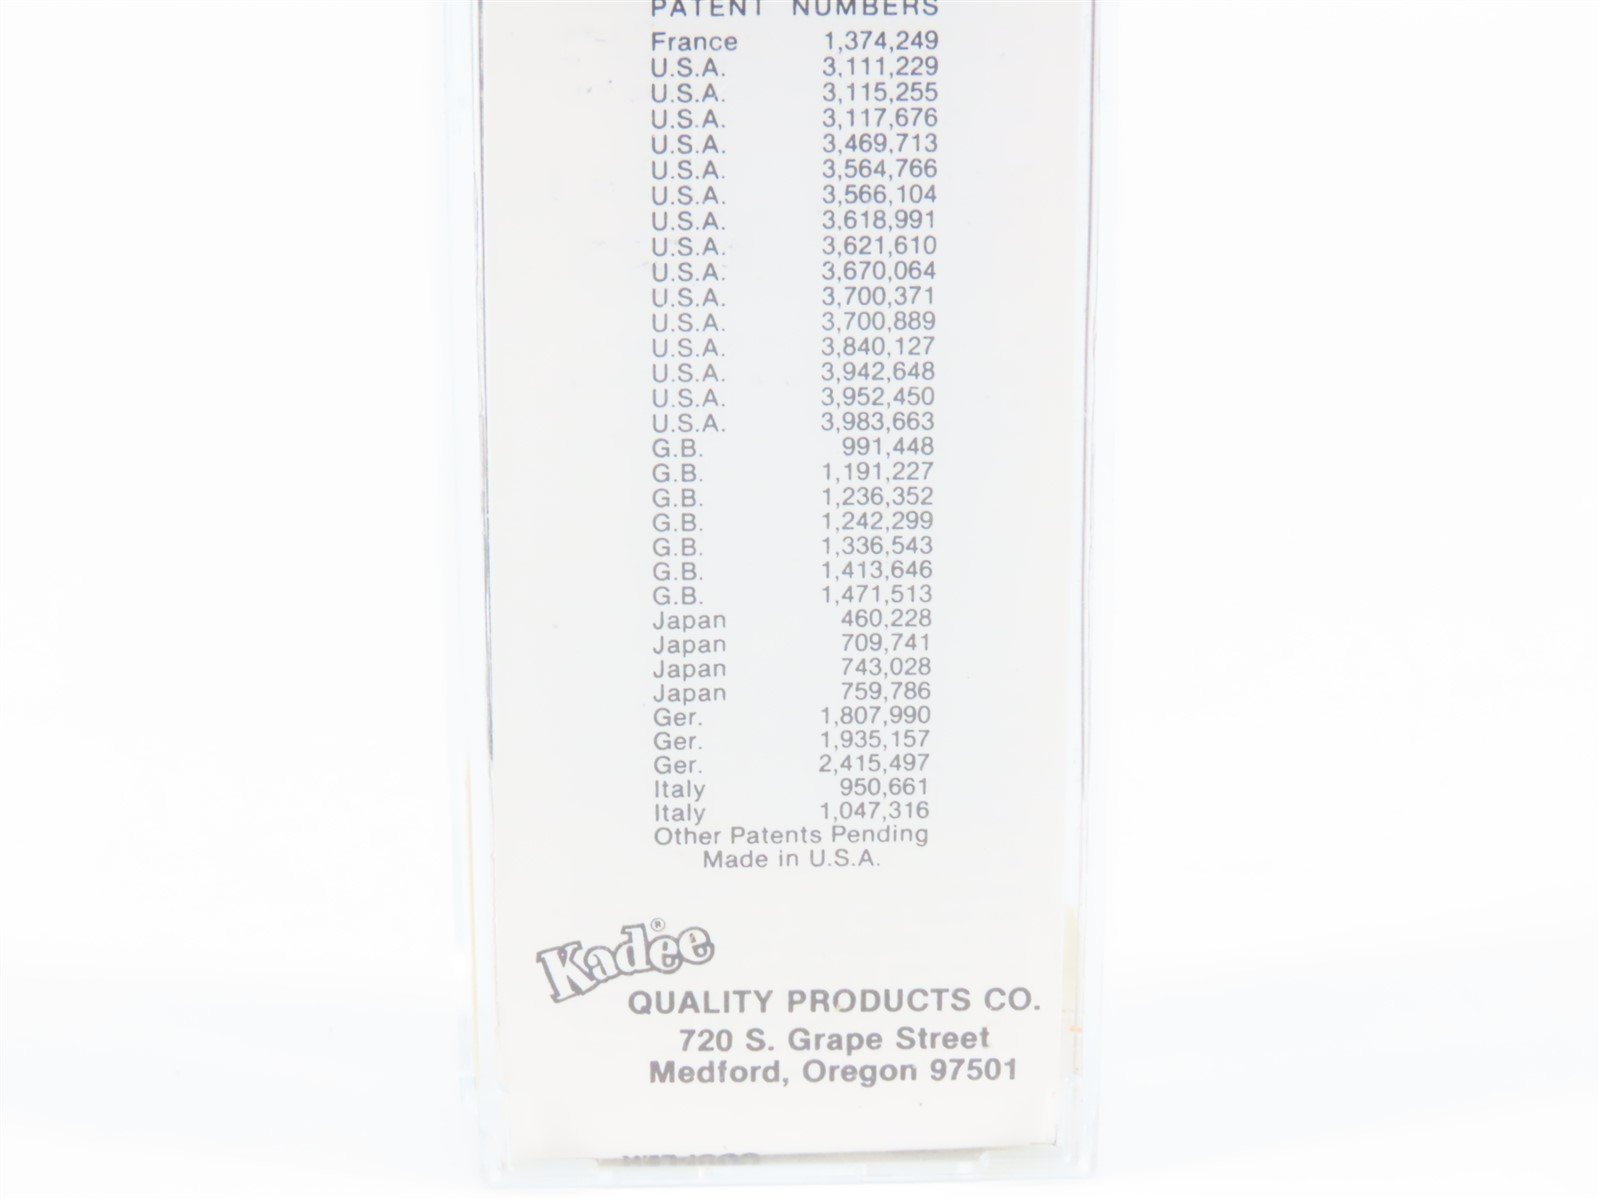 PATENT NUMBERS
France 1,374,249
U.S.A. 3,111,229
U.S.A. 3,115,255
U.S.A. 3,117,676
U.S.A. 3,469,713
U.S.A. 3,564,766
U.S.A. 3,566,104
U.S.A. 3,618,991
U.S.A. 3,621,610
U.S.A. 3,670,064
U.S.A. 3,700,371
U.S.A. 3,700,889
U.S.A. 3,840,127
U.S.A. 3,942,648
U.S.A. 3,952,450
U.S.A. 3,983,663
G.B. 991,448
G.B. 1,191,227
G.B. 1,236,352
G.B. 1,242,299
G.B. 1,336,543
G.B. 1,413,646
G.B. 1,471,513
Japan 460,228
Japan 709,741
Japan 743,028
Japan 759,786
Ger. 1,807,990
Ger. 1,935,157
Ger. 2,415,497
Italy 950,661
Italy 1,047,316
Other Patents Pending
Made in U.S.A.
Kadee®
QUALITY PRODUCTS CO.
720 S. Grape Street
Medford, Oregon 97501